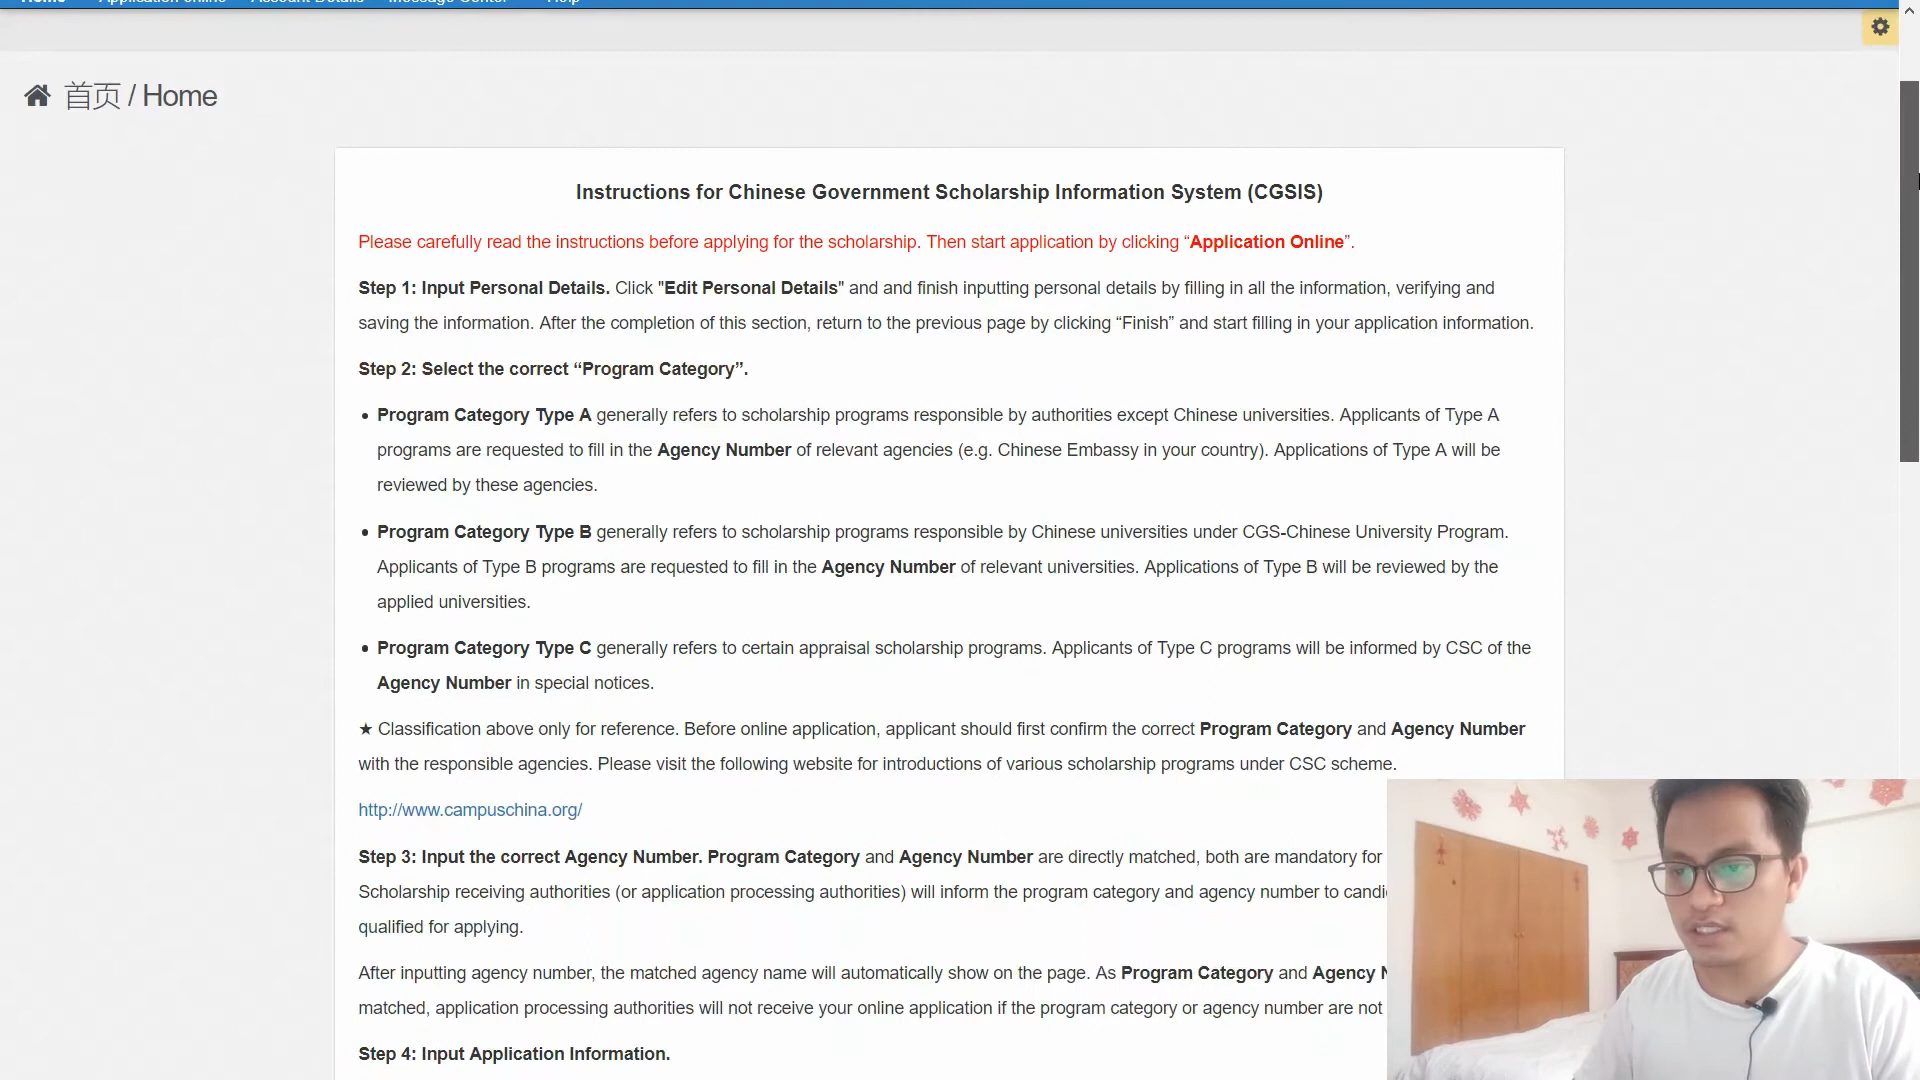 Home Application online Account Details Message Center Help
首页 / Home
Instructions for Chinese Government Scholarship Information System (CGSIS)
Please carefully read the instructions before applying for the scholarship. Then start application by clicking “Application Online”.
Step 1: Input Personal Details. Click "Edit Personal Details" and and finish inputting personal details by filling in all the information, verifying and
saving the information. After the completion of this section, return to the previous page by clicking “Finish” and start filling in your application information.
Step 2: Select the correct “Program Category”.
• Program Category Type A generally refers to scholarship programs responsible by authorities except Chinese universities. Applicants of Type A
programs are requested to fill in the Agency Number of relevant agencies (e.g. Chinese Embassy in your country). Applications of Type A will be
reviewed by these agencies.
• Program Category Type B generally refers to scholarship programs responsible by Chinese universities under CGS-Chinese University Program.
Applicants of Type B programs are requested to fill in the Agency Number of relevant universities. Applications of Type B will be reviewed by the
applied universities.
• Program Category Type C generally refers to certain appraisal scholarship programs. Applicants of Type C programs will be informed by CSC of the
Agency Number in special notices.
★ Classification above only for reference. Before online application, applicant should first confirm the correct Program Category and Agency Number
with the responsible agencies. Please visit the following website for introductions of various scholarship programs under CSC scheme.
http://www.campuschina.org/
Step 3: Input the correct Agency Number. Program Category and Agency Number are directly matched, both are mandatory for
Scholarship receiving authorities (or application processing authorities) will inform the program category and agency number to candi
qualified for applying.
After inputting agency number, the matched agency name will automatically show on the page. As Program Category and Agency N
matched, application processing authorities will not receive your online application if the program category or agency number are not
Step 4: Input Application Information.